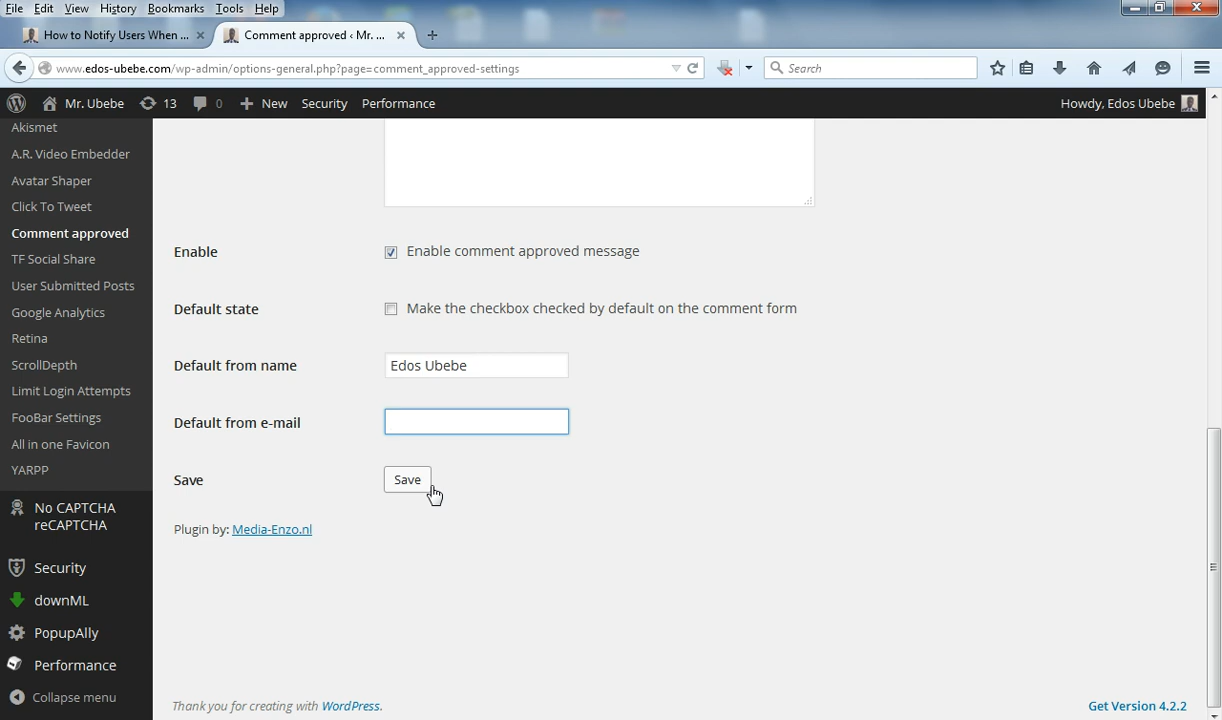 File Edit View History Bookmarks Tools Help
How to Notify Users When ... × Comment approved ‹ Mr. ... × +
www.edos-ubebe.com/wp-admin/options-general.php?page=comment_approved-settings Search
Mr. Ubebe 13 0 + New Security Performance Howdy, Edos Ubebe
Akismet
A.R. Video Embedder
Avatar Shaper
Click To Tweet
Comment approved
TF Social Share
User Submitted Posts
Google Analytics
Retina
ScrollDepth
Limit Login Attempts
FooBar Settings
All in one Favicon
YARPP
No CAPTCHA
reCAPTCHA
Security
downML
PopupAlly
Performance
Collapse menu
Enable Enable comment approved message
Default state Make the checkbox checked by default on the comment form
Default from name Edos Ubebe
Default from e-mail
Save Save
Plugin by: Media-Enzo.nl
Thank you for creating with WordPress. Get Version 4.2.2